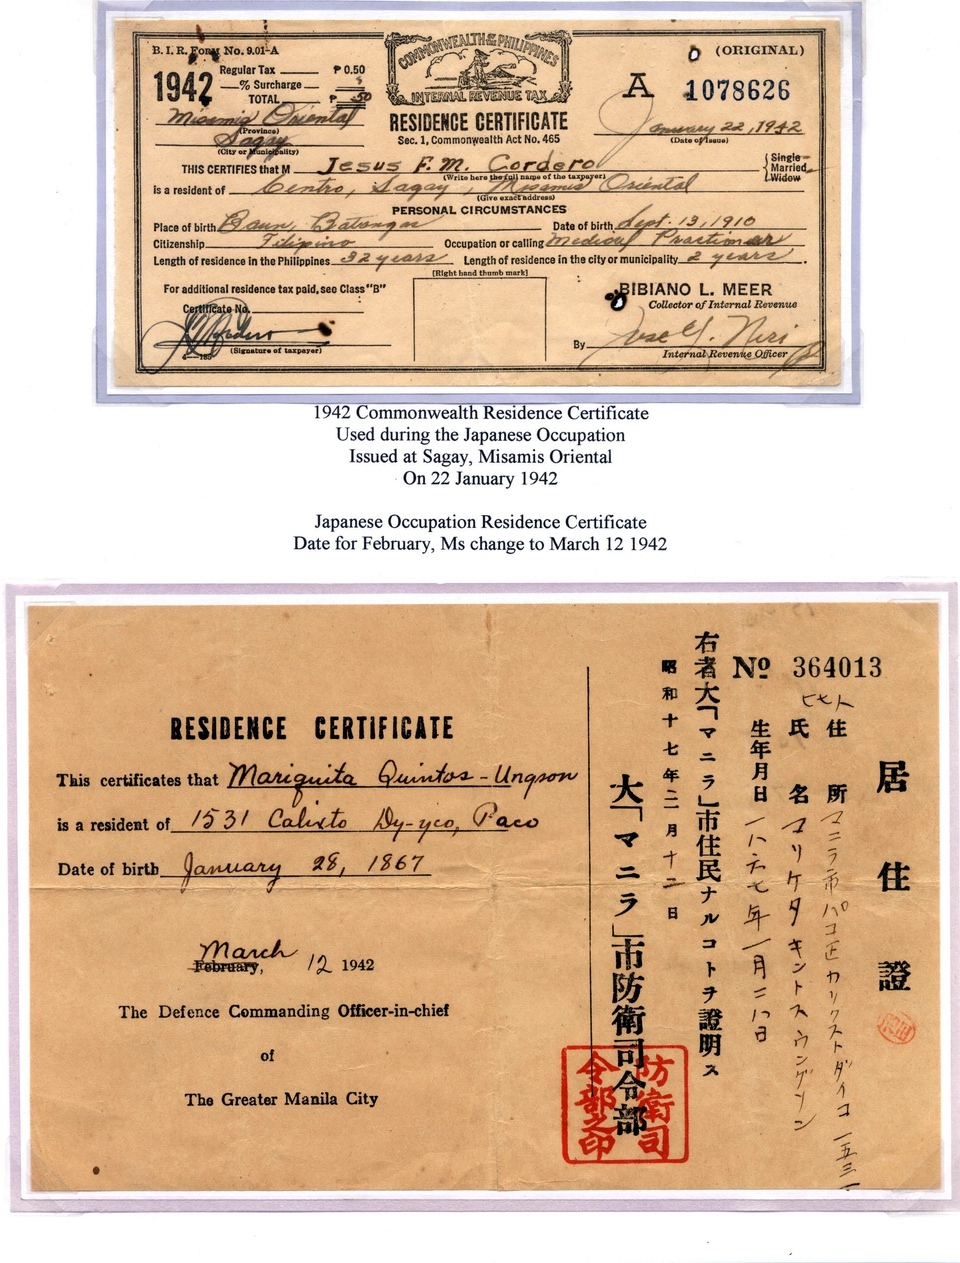 B. I. R. Form No. 9.01-A
1942
Regular Tax ₱ 0.50
—% Surcharge
TOTAL ₱ .50
COMMONWEALTH OF THE PHILIPPINES
INTERNAL REVENUE TAX
(ORIGINAL)
A 1078626
RESIDENCE CERTIFICATE
Sec. 1, Commonwealth Act No. 465
Misamis Oriental
(Province)
Sagay
(City or Municipality)
January 22, 1942
(Date of Issue)
THIS CERTIFIES that M Jesus F. M. Cordero
(Write here the full name of the taxpayer)
Single
Married
Widow
is a resident of Centro, Sagay, Misamis Oriental
(Give exact address)
PERSONAL CIRCUMSTANCES
Place of birth Bauan, Batangas Date of birth Sept. 13, 1910
Citizenship Filipino Occupation or calling Medical Practioner
Length of residence in the Philippines 32 years Length of residence in the city or municipality 2 years.
[Right hand thumb mark]
For additional residence tax paid, see Class "B"
Certificate No.
(Signature of taxpayer)
BIBIANO L. MEER
Collector of Internal Revenue
By Jose G. Neri
Internal Revenue Officer
1942 Commonwealth Residence Certificate
Used during the Japanese Occupation
Issued at Sagay, Misamis Oriental
On 22 January 1942
Japanese Occupation Residence Certificate
Date for February, Ms change to March 12 1942
RESIDENCE CERTIFICATE
This certificates that Mariquita Quintos-Ungson
is a resident of 1531 Calixto Dy-yco, Paco
Date of birth January 28, 1867
March
February, 12 1942
The Defence Commanding Officer-in-chief
of
The Greater Manila City
№ 364013
居住證
住所 マニラ市パコ区カリクストダイコ一五三一
氏名 マリケタキントスウンゲソン
生年月日 一八六七年一月二八日
右者大「マニラ」市住民ナルコトヲ證明ス
昭和十七年二月十二日
大「マニラ」市防衛司令部
防衛司
令部之印